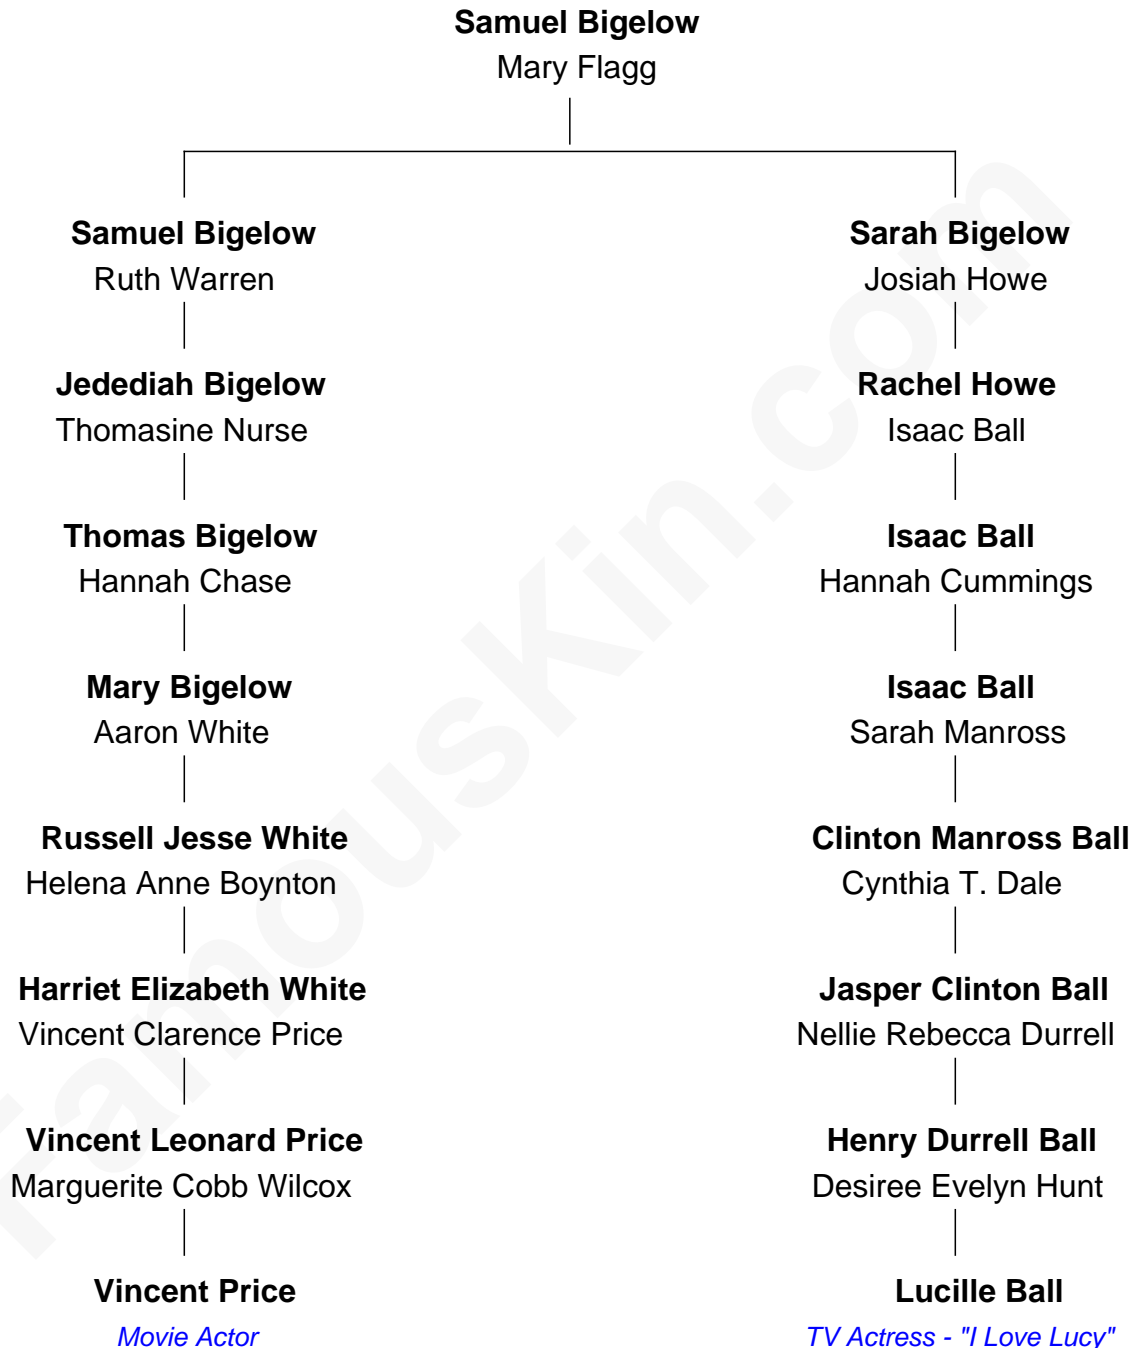 Samuel Bigelow
Mary Flagg
Samuel Bigelow
Ruth Warren
Jedediah Bigelow
Thomasine Nurse
Thomas Bigelow
Hannah Chase
Mary Bigelow
Aaron White
Russell Jesse White
Helena Anne Boynton
Harriet Elizabeth White
Vincent Clarence Price
Vincent Leonard Price
Marguerite Cobb Wilcox
Vincent Price
Movie Actor
Sarah Bigelow
Josiah Howe
Rachel Howe
Isaac Ball
Isaac Ball
Hannah Cummings
Isaac Ball
Sarah Manross
Clinton Manross Ball
Cynthia T. Dale
Jasper Clinton Ball
Nellie Rebecca Durrell
Henry Durrell Ball
Desiree Evelyn Hunt
Lucille Ball
TV Actress - "I Love Lucy"
FamousKin.com